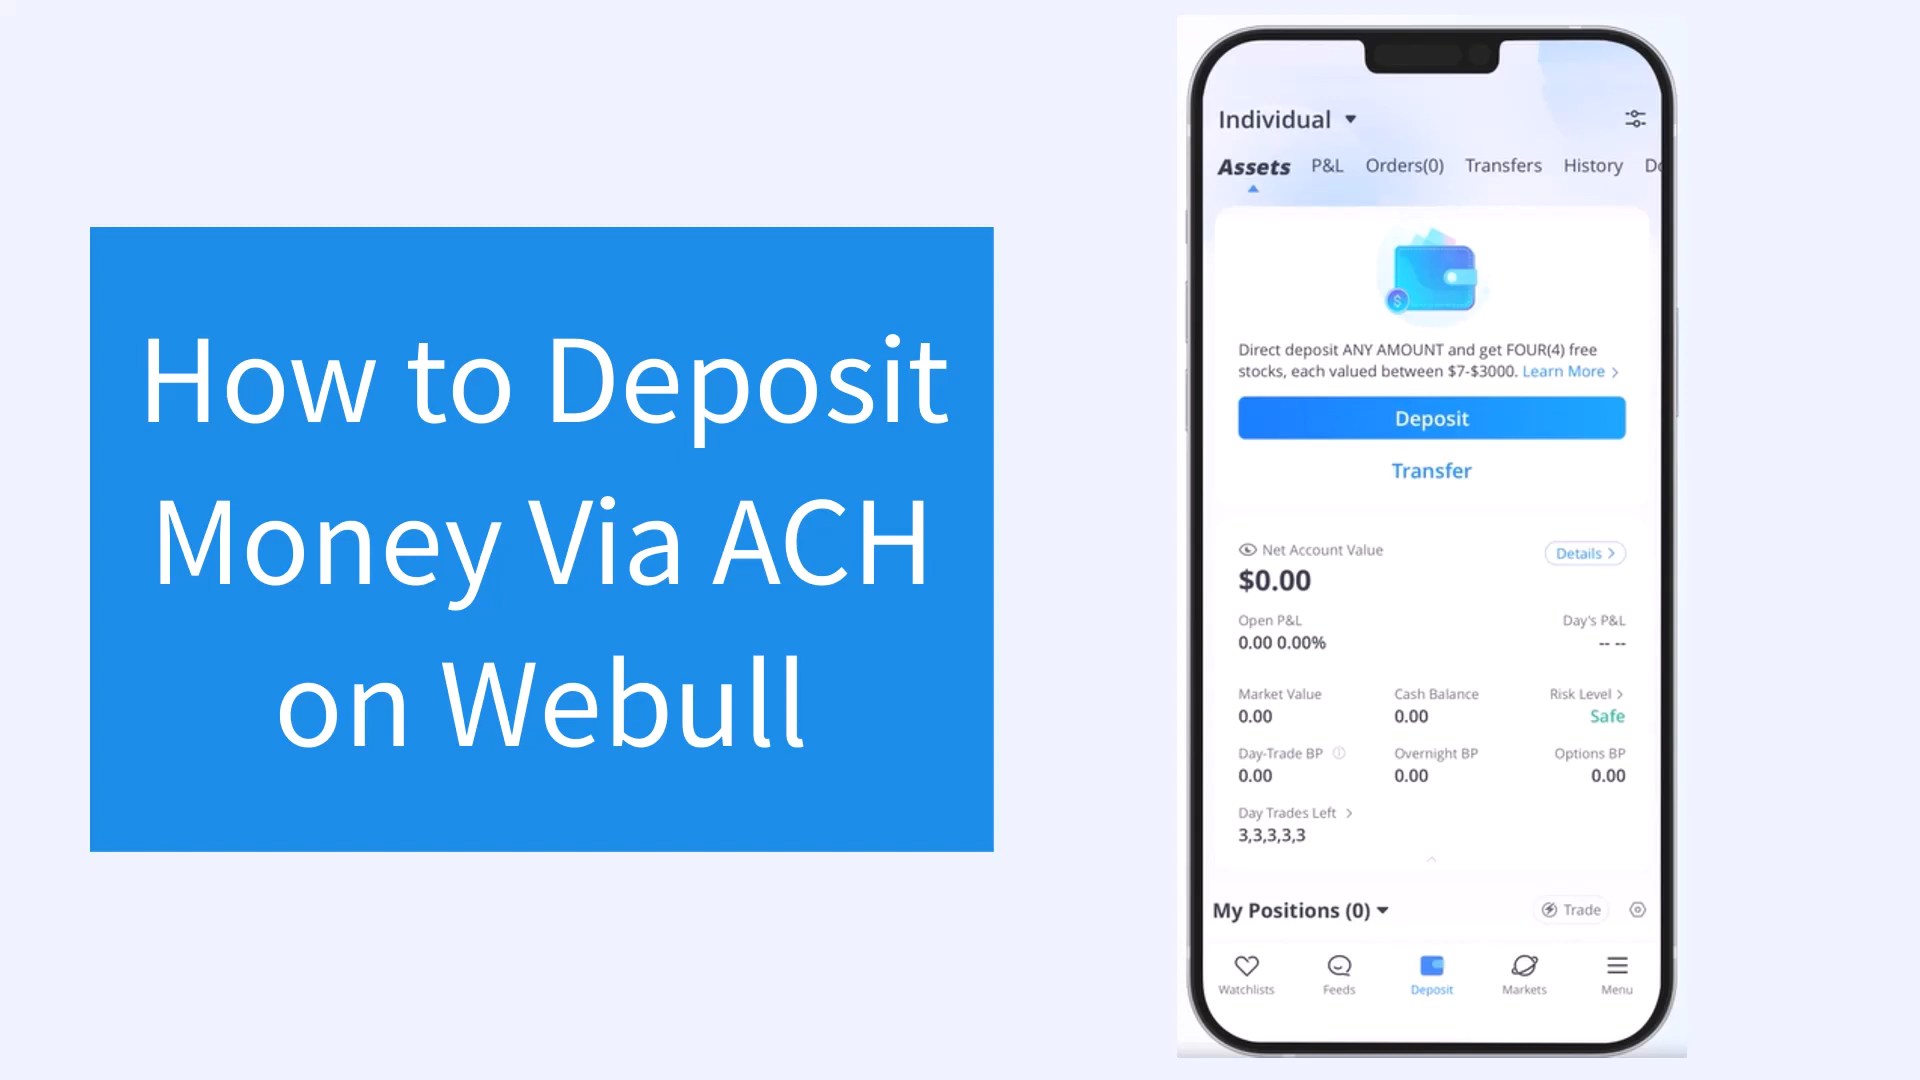 How to Deposit
Money Via ACH
on Webull
Individual
Assets P&L Orders(0) Transfers History
$
Direct deposit ANY AMOUNT and get FOUR(4) free
stocks, each valued between $7-$3000. Learn More >
Deposit
Transfer
Net Account Value Details >
$0.00
Open P&L Day's P&L
0.00 0.00% -- --
Market Value Cash Balance Risk Level >
0.00 0.00 Safe
Day-Trade BP Overnight BP Options BP
0.00 0.00 0.00
Day Trades Left >
3,3,3,3,3
My Positions (0) Trade
Watchlists Feeds Deposit Markets Menu